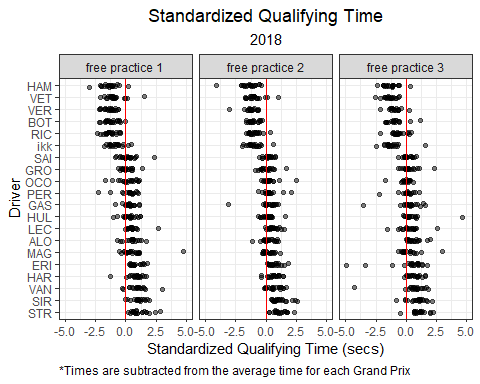 Standardized Qualifying Time
2018
free practice 1 free practice 2 free practice 3
HAM
VET
VER
BOT
RIC
ikk
SAI
GRO
OCO
PER
GAS
HUL
LEC
ALO
MAG
ERI
HAR
VAN
SIR
STR
Driver
-5.0 -2.5 0.0 2.5 5.0 -5.0 -2.5 0.0 2.5 5.0 -5.0 -2.5 0.0 2.5 5.0
Standardized Qualifying Time (secs)
*Times are subtracted from the average time for each Grand Prix